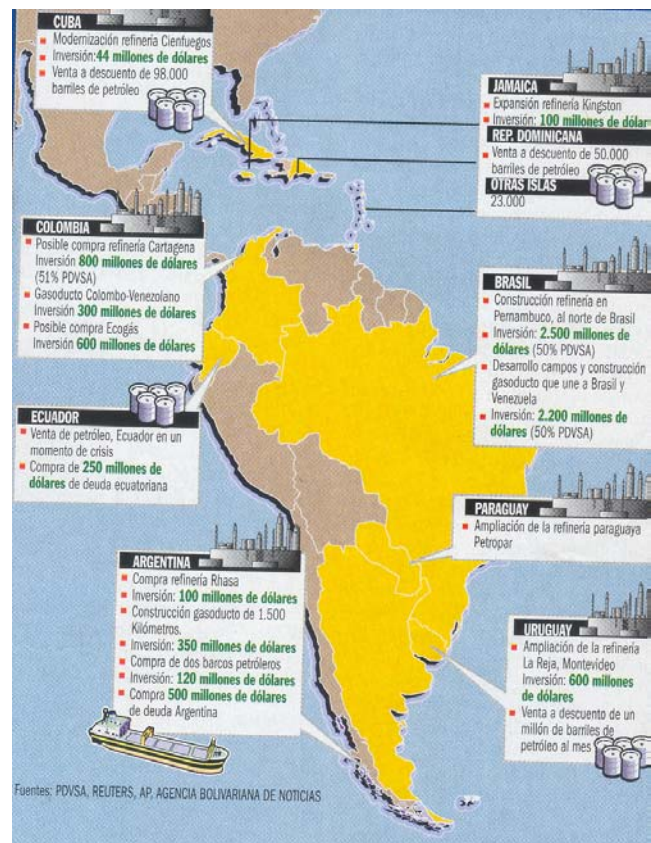 CUBA
Modernización refinería Cienfuegos
Inversión:44 millones de dólares
Venta a descuento de 98.000
barriles de petróleo
JAMAICA
Expansión refinería Kingston
Inversión: 100 millones de dólar
REP. DOMINICANA
Venta a descuento de 50.000
barriles de petróleo
OTRAS ISLAS
23.000
COLOMBIA
Posible compra refinería Cartagena
Inversión 800 millones de dólares
(51% PDVSA)
Gasoducto Colombo-Venezolano
Inversión 300 millones de dólares
Posible compra Ecogás
Inversión 600 millones de dólares
BRASIL
Construcción refinería en
Pernambuco, al norte de Brasil
Inversión: 2.500 millones de
dólares (50% PDVSA)
Desarrollo campos y construcción
gasoducto que une a Brasil y
Venezuela
Inversión: 2.200 millones de
dólares (50% PDVSA)
ECUADOR
Venta de petróleo, Ecuador en un
momento de crisis
Compra de 250 millones de
dólares de deuda ecuatoriana
PARAGUAY
Ampliación de la refinería paraguaya
Petropar
ARGENTINA
Compra refinería Rhasa
Inversión: 100 millones de dólares
Construcción gasoducto de 1.500
Kilómetros.
Inversión: 350 millones de dólares
Compra de dos barcos petróleros
Inversión: 120 millones de dólares
Compra 500 millones de dólares
de deuda Argentina
URUGUAY
Ampliación de la refinería
La Reja, Montevideo
Inversión: 600 millones
de dólares
Venta a descuento de un
millón de barriles de
petróleo al mes
Fuentes: PDVSA, REUTERS, AP, AGENCIA BOLIVARIANA DE NOTICIAS